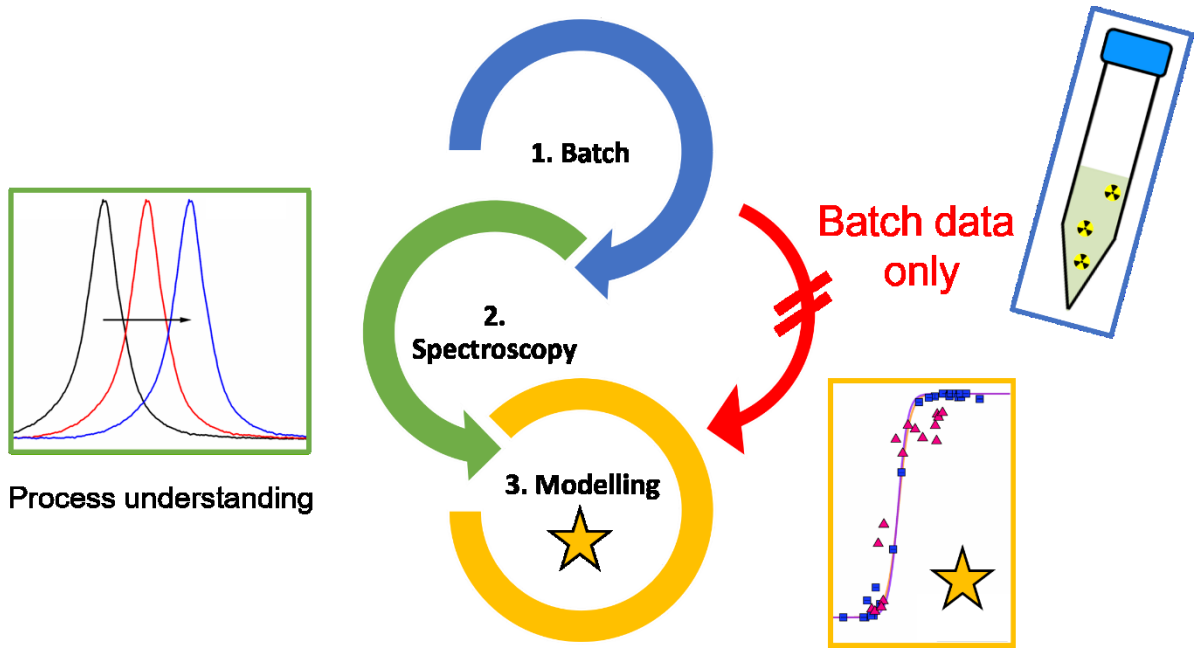 1. Batch
Batch data
only
2.
Spectroscopy
3. Modelling
Process understanding